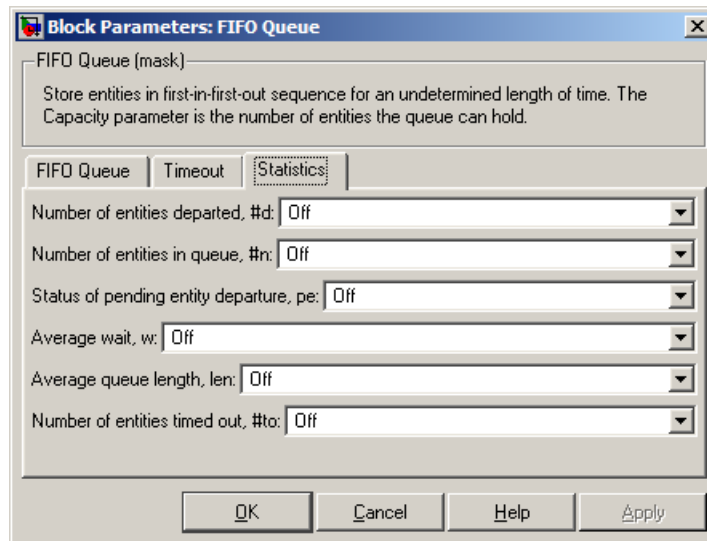 Block Parameters: FIFO Queue
FIFO Queue (mask)
Store entities in first-in-first-out sequence for an undetermined length of time. The
Capacity parameter is the number of entities the queue can hold.
FIFO Queue Timeout Statistics
Number of entities departed, #d: Off
Number of entities in queue, #n: Off
Status of pending entity departure, pe: Off
Average wait, w: Off
Average queue length, len: Off
Number of entities timed out, #to: Off
OK Cancel Help Apply